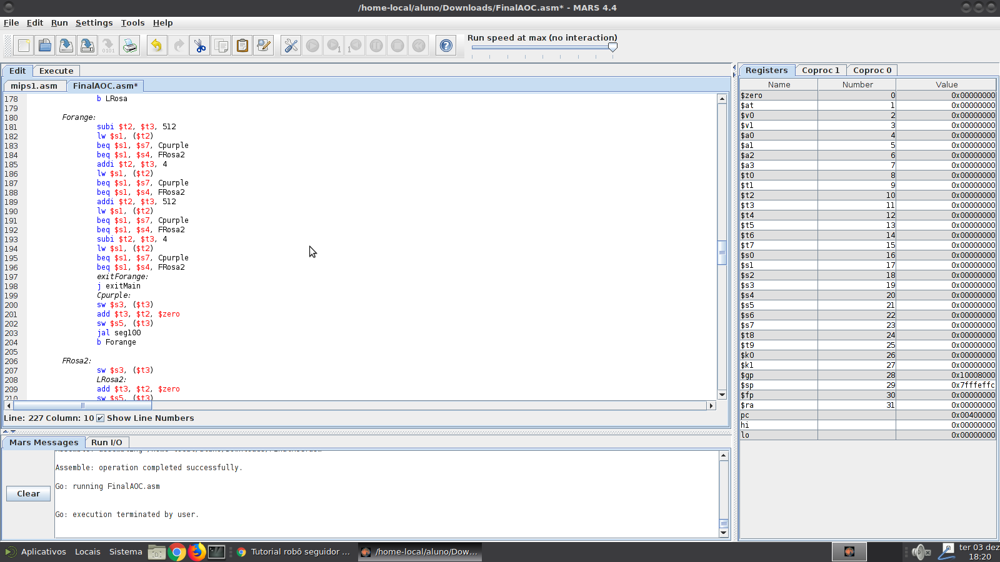 /home-local/aluno/Downloads/FinalAOC.asm* - MARS 4.4
File Edit Run Settings Tools Help
Run speed at max (no interaction)
Edit Execute
mips1.asm FinalAOC.asm*
178 b LRosa
179
180 Forange:
181 subi $t2, $t3, 512
182 lw $s1, ($t2)
183 beq $s1, $s7, Cpurple
184 beq $s1, $s4, FRosa2
185 addi $t2, $t3, 4
186 lw $s1, ($t2)
187 beq $s1, $s7, Cpurple
188 beq $s1, $s4, FRosa2
189 addi $t2, $t3, 512
190 lw $s1, ($t2)
191 beq $s1, $s7, Cpurple
192 beq $s1, $s4, FRosa2
193 subi $t2, $t3, 4
194 lw $s1, ($t2)
195 beq $s1, $s7, Cpurple
196 beq $s1, $s4, FRosa2
197 exitForange:
198 j exitMain
199 Cpurple:
200 sw $s3, ($t3)
201 add $t3, $t2, $zero
202 sw $s5, ($t3)
203 jal seg100
204 b Forange
205
206 FRosa2:
207 sw $s3, ($t3)
208 LRosa2:
209 add $t3, $t2, $zero
210 sw $s5, ($t3)
Line: 227 Column: 10 Show Line Numbers
Mars Messages Run I/O
Assemble: assembling /home-local/aluno/Downloads/FinalAOC.asm
Assemble: operation completed successfully.
Go: running FinalAOC.asm
Go: execution terminated by user.
Clear
Registers Coproc 1 Coproc 0
Name Number Value
$zero 0 0x00000000
$at 1 0x00000000
$v0 2 0x00000000
$v1 3 0x00000000
$a0 4 0x00000000
$a1 5 0x00000000
$a2 6 0x00000000
$a3 7 0x00000000
$t0 8 0x00000000
$t1 9 0x00000000
$t2 10 0x00000000
$t3 11 0x00000000
$t4 12 0x00000000
$t5 13 0x00000000
$t6 14 0x00000000
$t7 15 0x00000000
$s0 16 0x00000000
$s1 17 0x00000000
$s2 18 0x00000000
$s3 19 0x00000000
$s4 20 0x00000000
$s5 21 0x00000000
$s6 22 0x00000000
$s7 23 0x00000000
$t8 24 0x00000000
$t9 25 0x00000000
$k0 26 0x00000000
$k1 27 0x00000000
$gp 28 0x10008000
$sp 29 0x7fffeffc
$fp 30 0x00000000
$ra 31 0x00000000
pc 0x00400000
hi 0x00000000
lo 0x00000000
Aplicativos Locais Sistema Tutorial robô seguidor ... /home-local/aluno/Dow... ter 03 dez
18:20